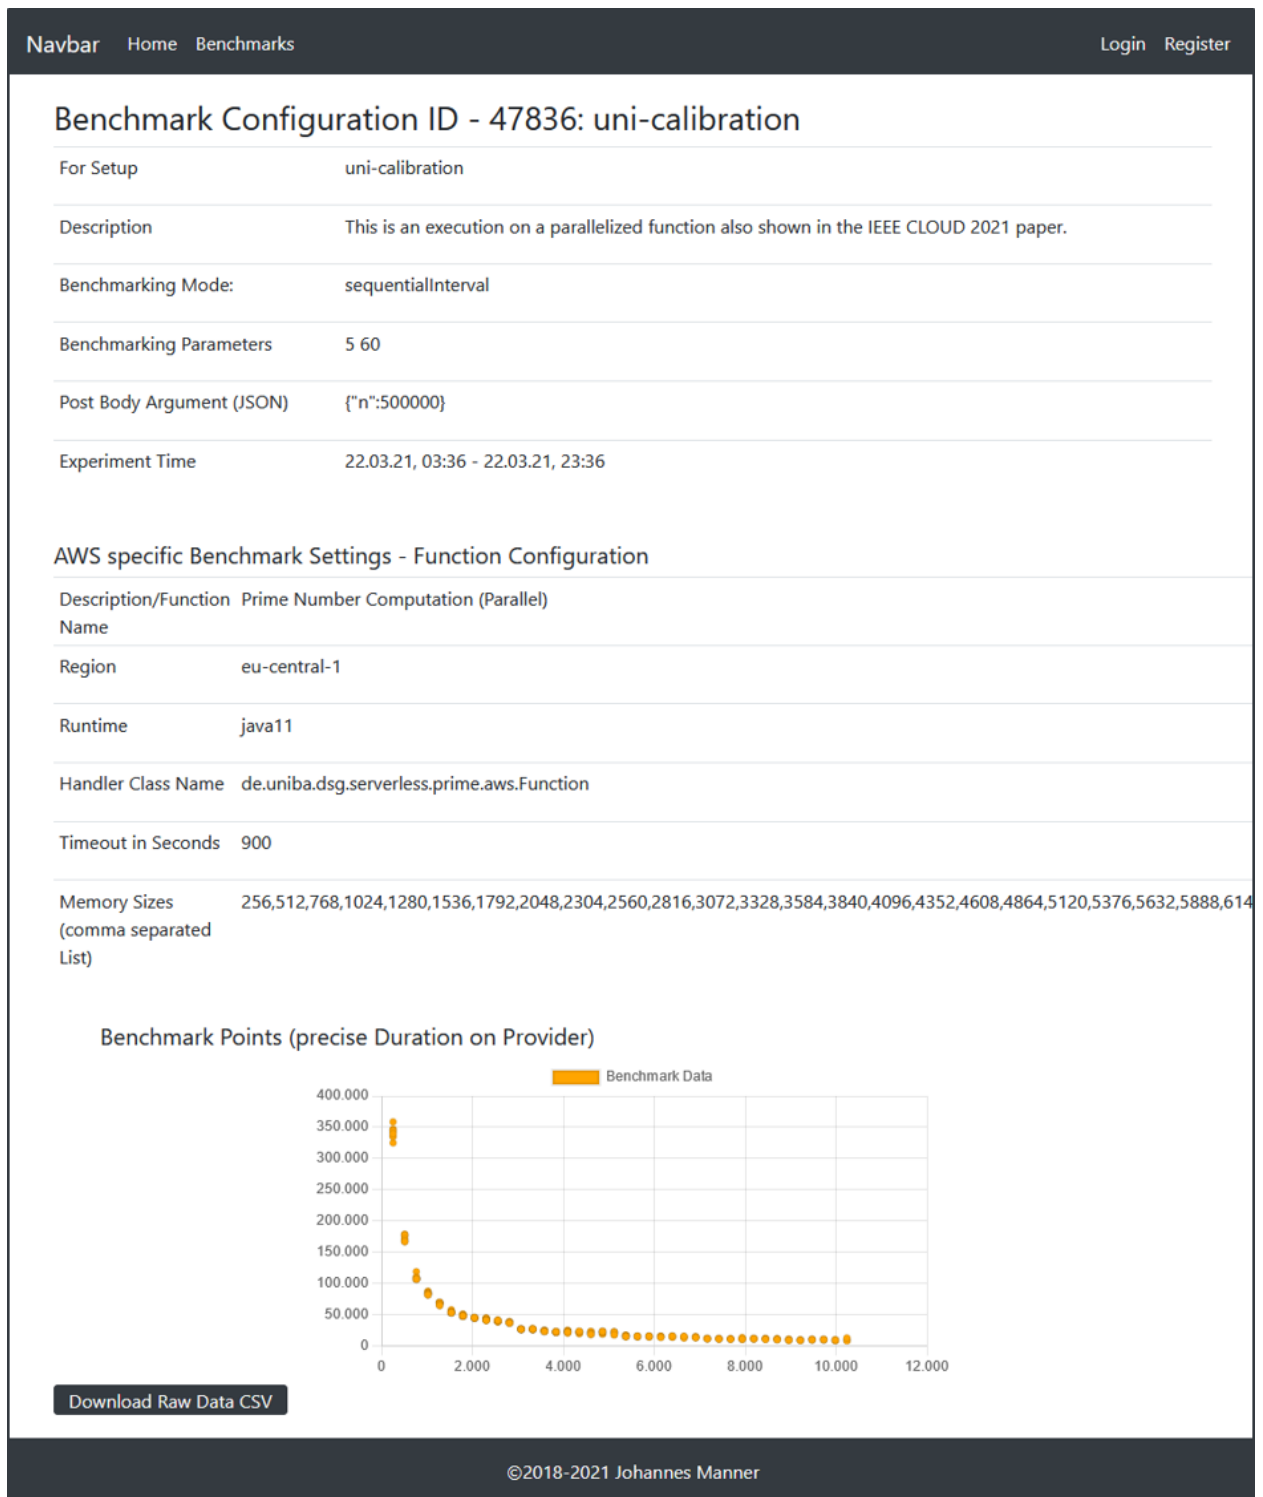 Navbar Home Benchmarks Login Register
Benchmark Configuration ID - 47836: uni-calibration
For Setup uni-calibration
Description This is an execution on a parallelized function also shown in the IEEE CLOUD 2021 paper.
Benchmarking Mode: sequentialInterval
Benchmarking Parameters 5 60
Post Body Argument (JSON) {"n":500000}
Experiment Time 22.03.21, 03:36 - 22.03.21, 23:36
AWS specific Benchmark Settings - Function Configuration
Description/Function Prime Number Computation (Parallel)
Name
Region eu-central-1
Runtime java11
Handler Class Name de.uniba.dsg.serverless.prime.aws.Function
Timeout in Seconds 900
Memory Sizes 256,512,768,1024,1280,1536,1792,2048,2304,2560,2816,3072,3328,3584,3840,4096,4352,4608,4864,5120,5376,5632,5888,614
(comma separated
List)
Benchmark Points (precise Duration on Provider)
Benchmark Data
400.000
350.000
300.000
250.000
200.000
150.000
100.000
50.000
0
0 2.000 4.000 6.000 8.000 10.000 12.000
Download Raw Data CSV
©2018-2021 Johannes Manner